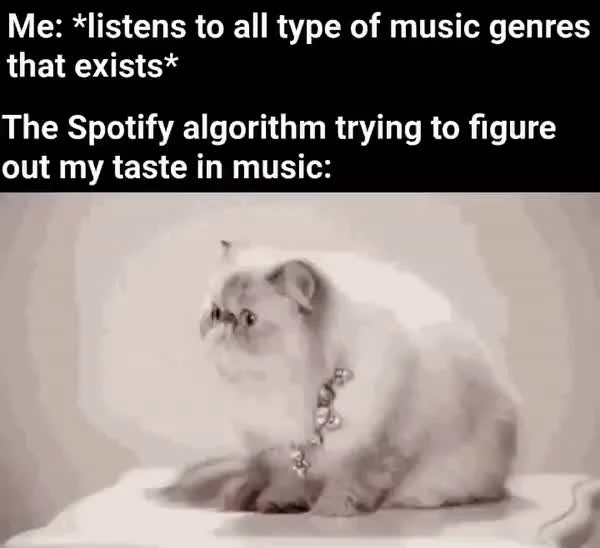 Me: *listens to all type of music genres
that exists*
The Spotify algorithm trying to figure
out my taste in music: